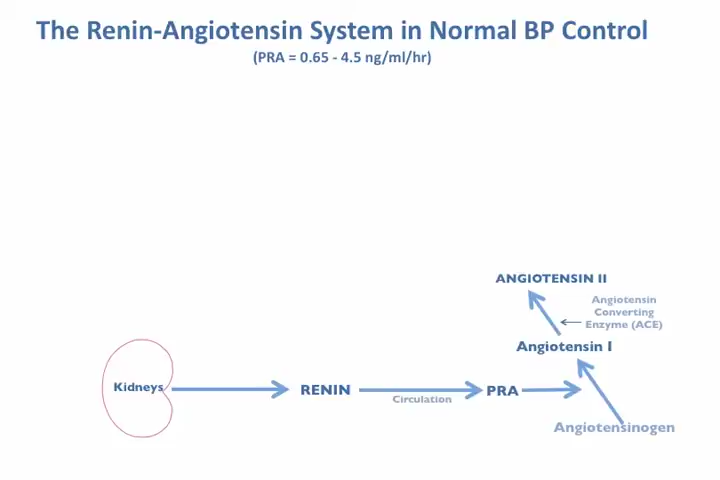 The Renin-Angiotensin System in Normal BP Control
(PRA = 0.65 - 4.5 ng/ml/hr)
ANGIOTENSIN II
Angiotensin
Converting
Enzyme (ACE)
Angiotensin I
Kidneys
RENIN
Circulation
PRA
Angiotensinogen